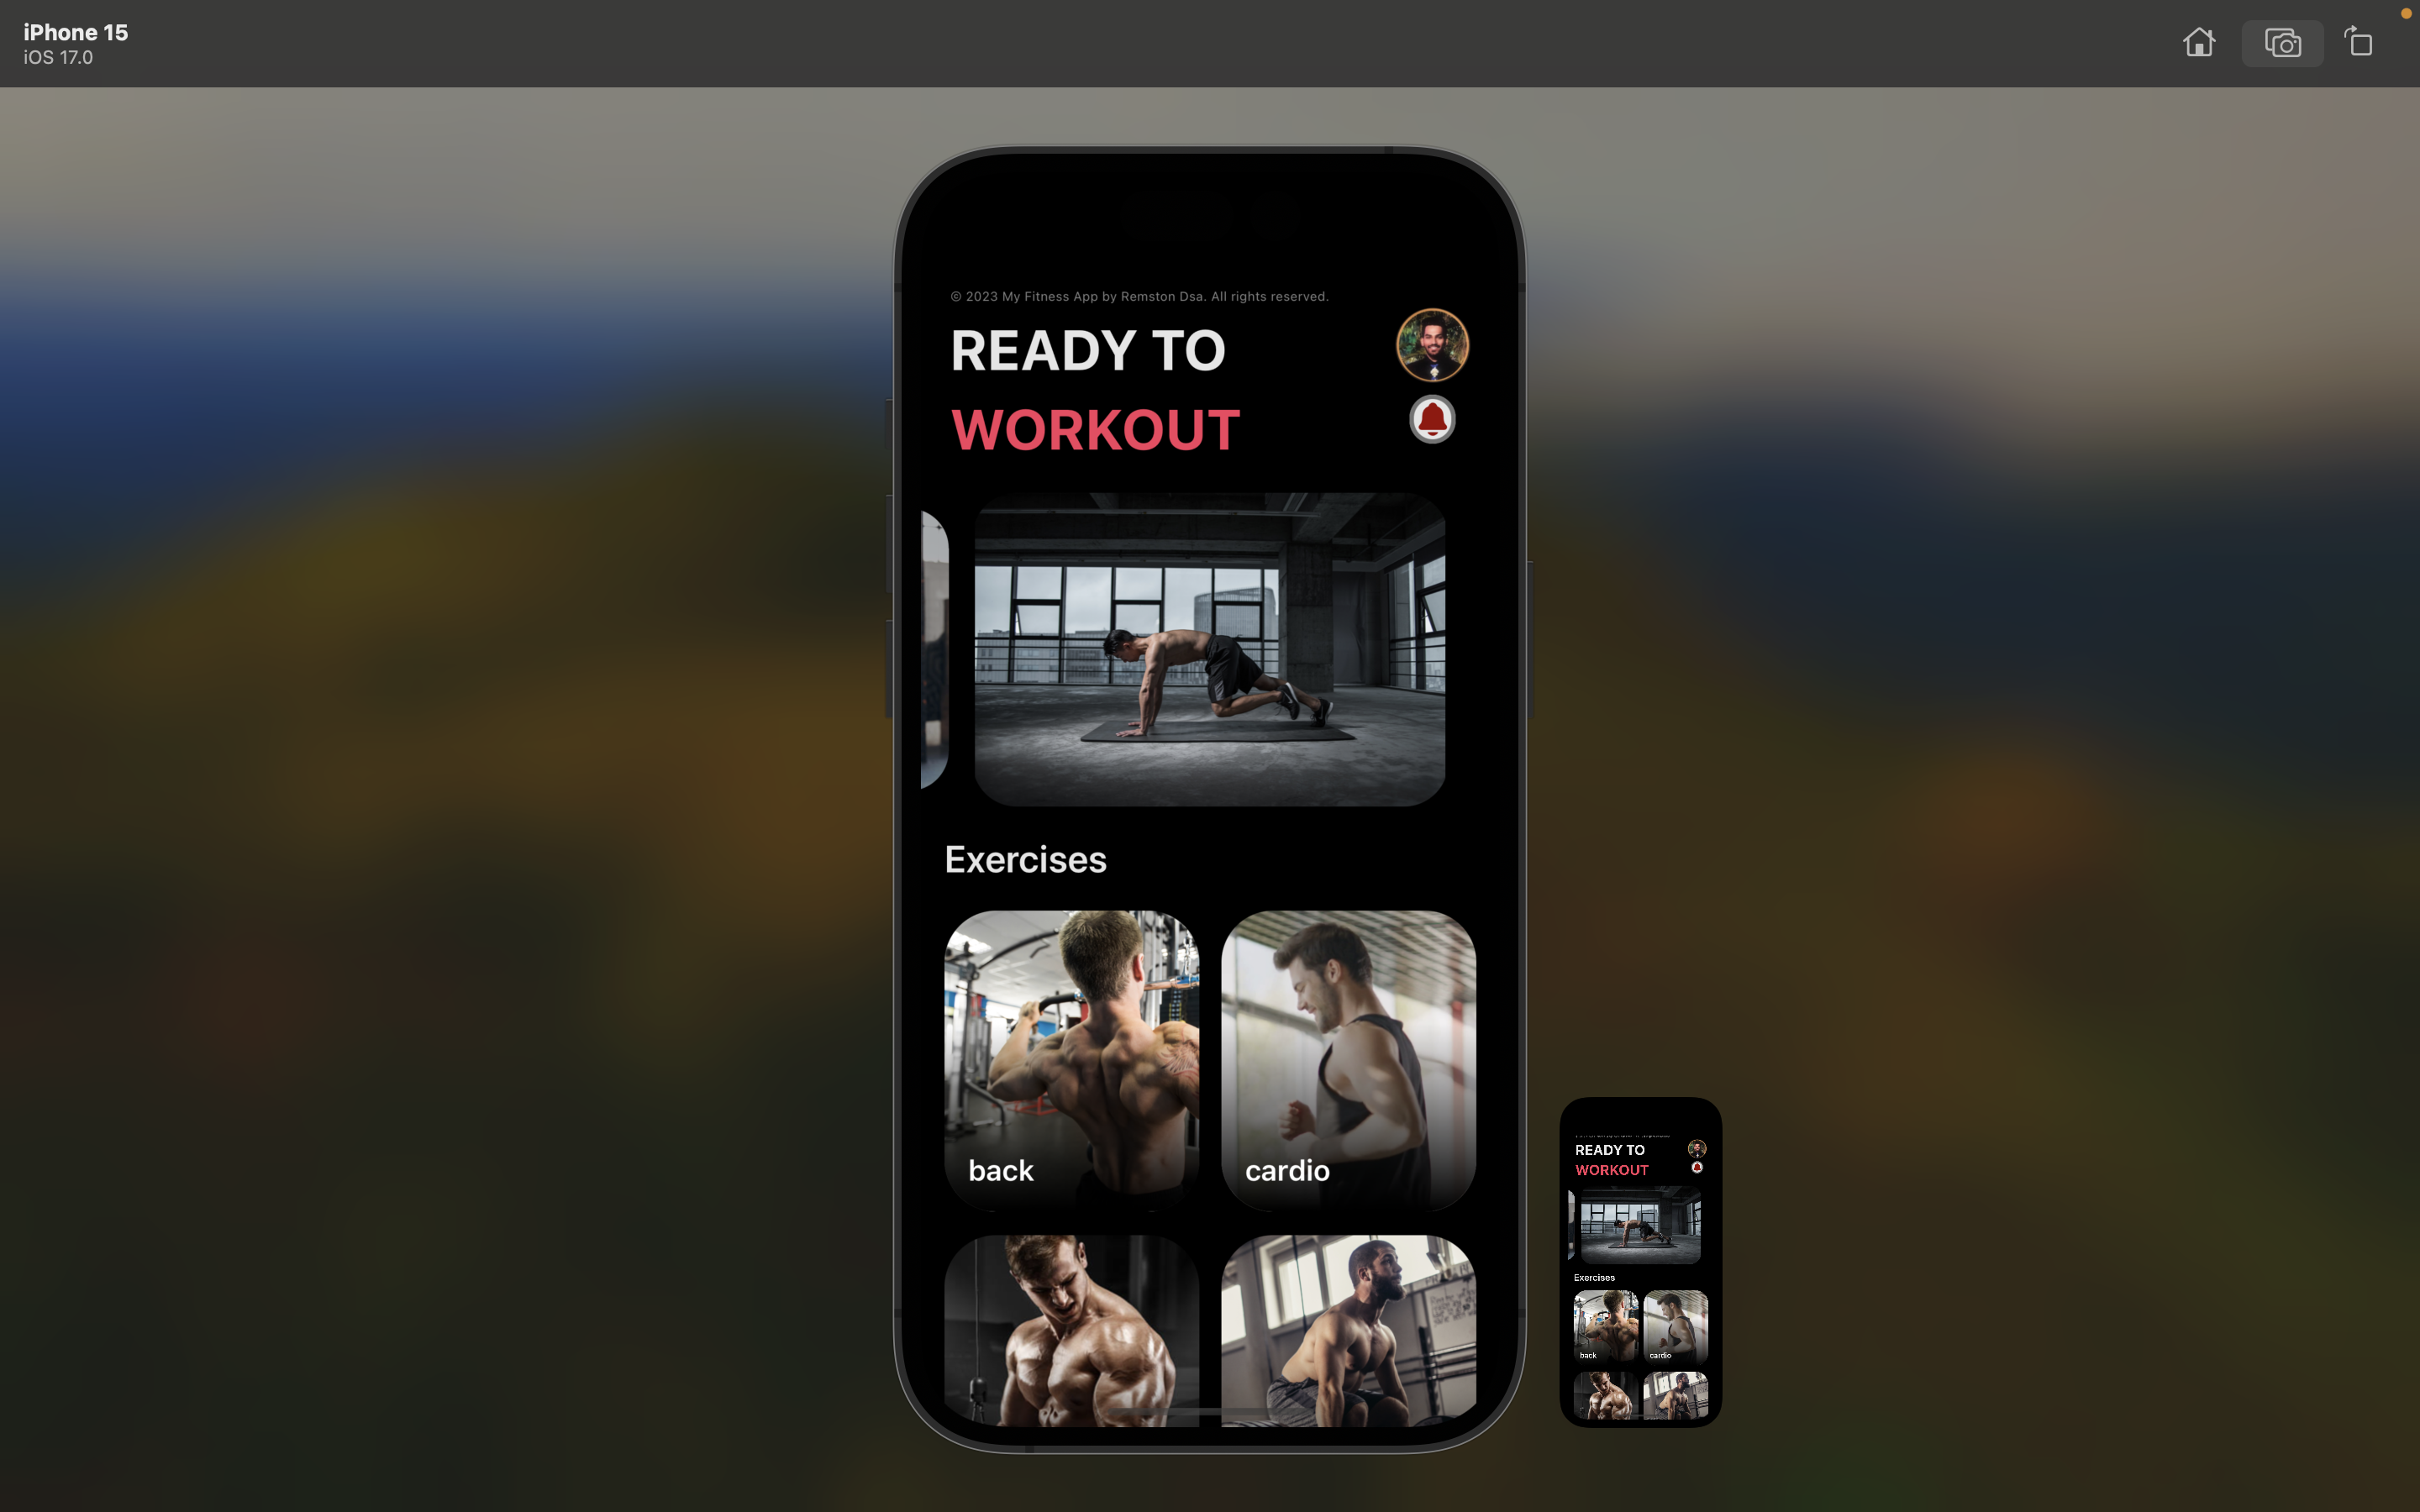 iPhone 15
iOS 17.0
© 2023 My Fitness App by Remston Dsa. All rights reserved.
READY TO
WORKOUT
Exercises
back
cardio
READY TO
WORKOUT
Exercises
back
cardio